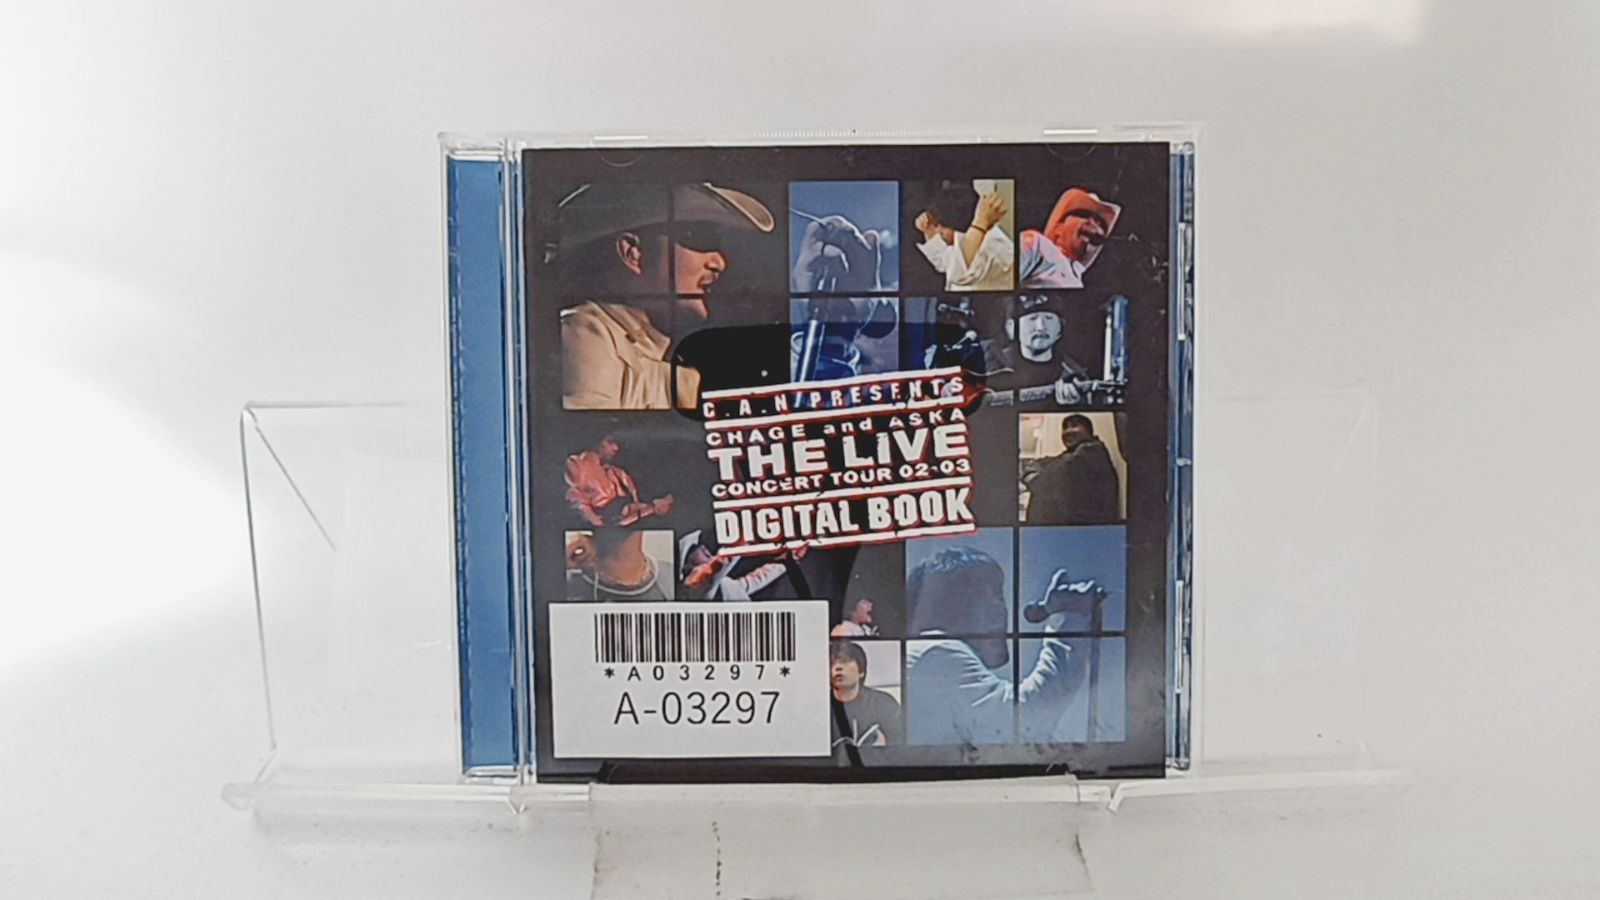 C.A.N/PRESENTS
CHAGE and ASKA
THE LIVE
CONCERT TOUR 02-03
DIGITAL BOOK
*A03297*
A-03297